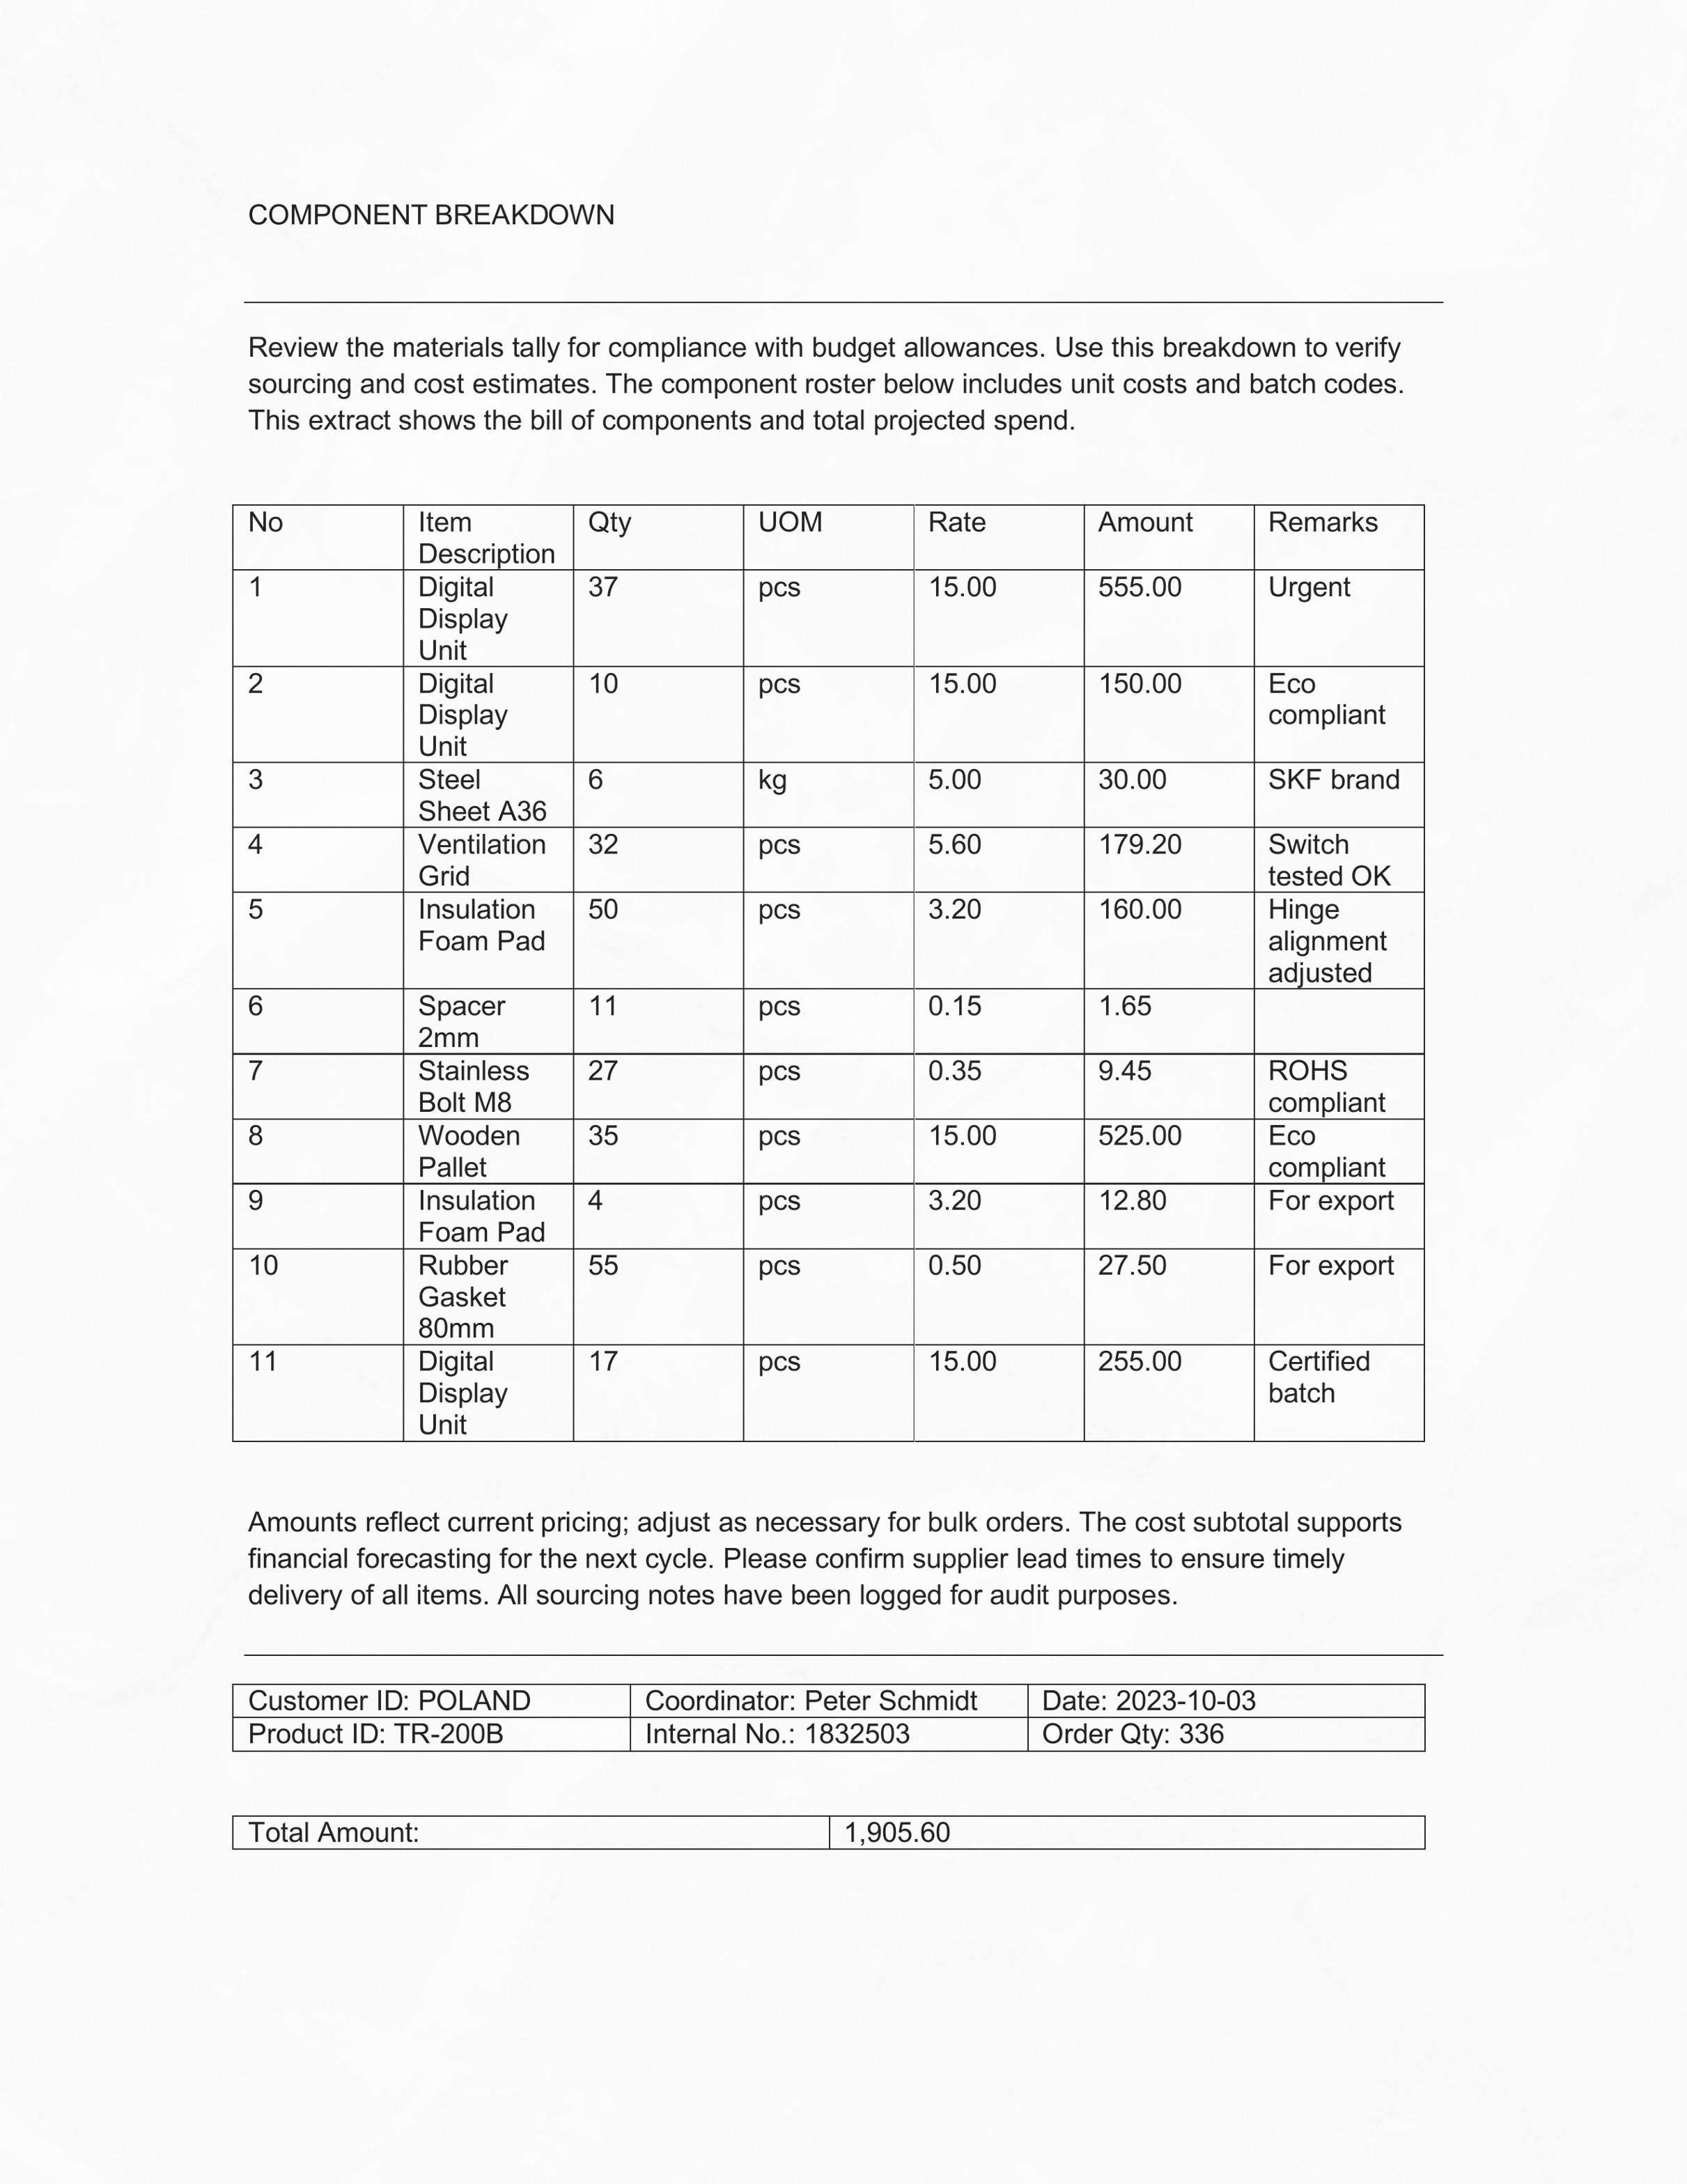 COMPONENT BREAKDOWN
Review the materials tally for compliance with budget allowances. Use this breakdown to verify
sourcing and cost estimates. The component roster below includes unit costs and batch codes.
This extract shows the bill of components and total projected spend.
No Item Description Qty UOM Rate Amount Remarks
1 Digital Display Unit 37 pcs 15.00 555.00 Urgent
2 Digital Display Unit 10 pcs 15.00 150.00 Eco compliant
3 Steel Sheet A36 6 kg 5.00 30.00 SKF brand
4 Ventilation Grid 32 pcs 5.60 179.20 Switch tested OK
5 Insulation Foam Pad 50 pcs 3.20 160.00 Hinge alignment adjusted
6 Spacer 2mm 11 pcs 0.15 1.65
7 Stainless Bolt M8 27 pcs 0.35 9.45 ROHS compliant
8 Wooden Pallet 35 pcs 15.00 525.00 Eco compliant
9 Insulation Foam Pad 4 pcs 3.20 12.80 For export
10 Rubber Gasket 80mm 55 pcs 0.50 27.50 For export
11 Digital Display Unit 17 pcs 15.00 255.00 Certified batch
Amounts reflect current pricing; adjust as necessary for bulk orders. The cost subtotal supports
financial forecasting for the next cycle. Please confirm supplier lead times to ensure timely
delivery of all items. All sourcing notes have been logged for audit purposes.
Customer ID: POLAND Coordinator: Peter Schmidt Date: 2023-10-03
Product ID: TR-200B Internal No.: 1832503 Order Qty: 336
Total Amount: 1,905.60